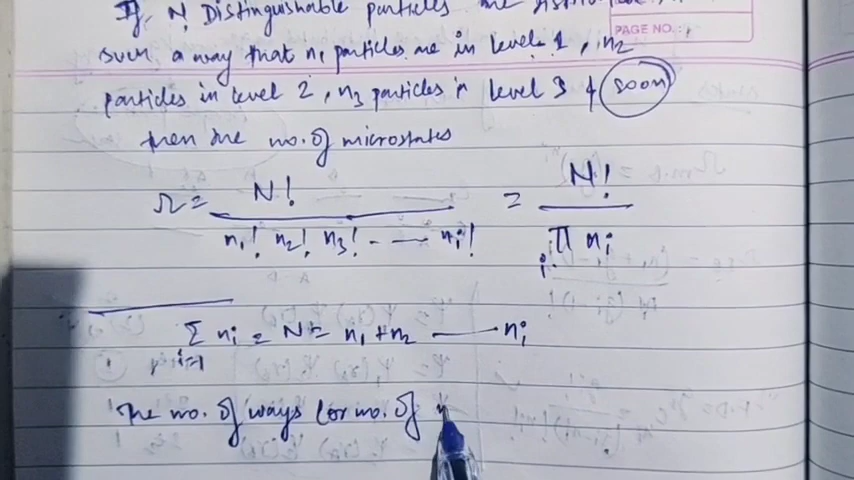 If N Distinguishable particles are
PAGE NO.:
such a way that n₁ particles are in level 1, n₂
particles in level 2, n₃ particles in level 3 & soon
then the no. of microstates
Ω = N! / n₁! n₂! n₃! ---- nᵢ! = N! / ∏ᵢ nᵢ
∑ᵢ₌₁ nᵢ = N = n₁ + n₂ —— nᵢ
The no. of ways (or no. of